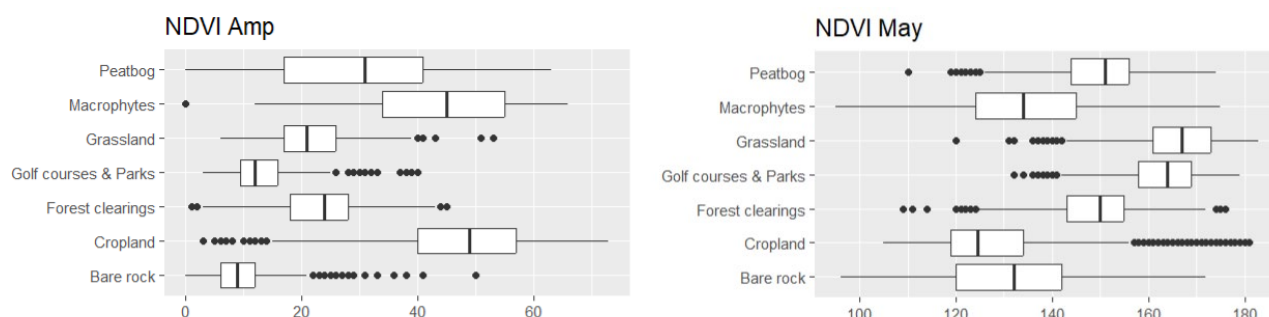 NDVI Amp
Peatbog
Macrophytes
Grassland
Golf courses & Parks
Forest clearings
Cropland
Bare rock
0 20 40 60
NDVI May
Peatbog
Macrophytes
Grassland
Golf courses & Parks
Forest clearings
Cropland
Bare rock
100 120 140 160 180